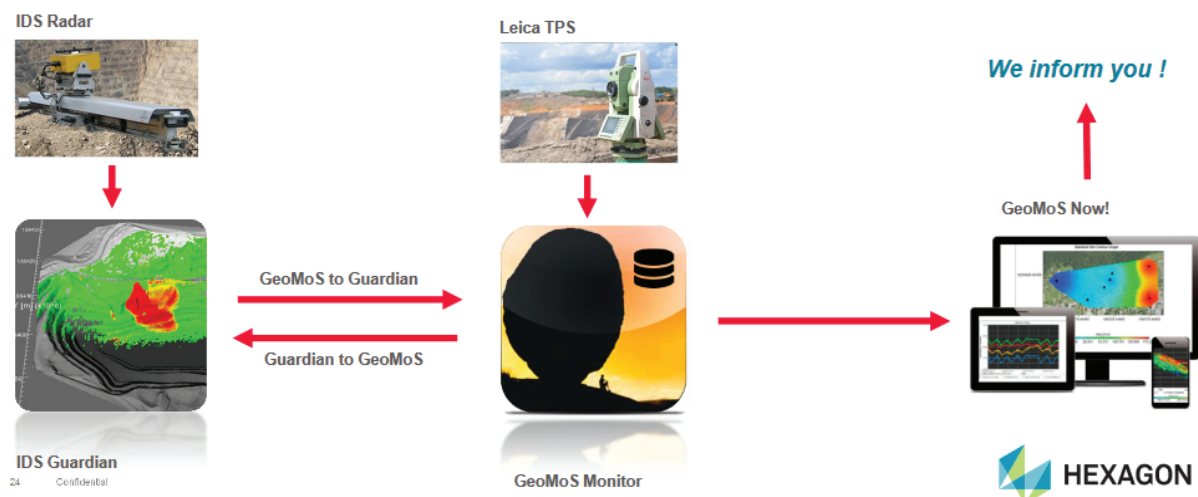 IDS Radar
Leica TPS
We inform you !
GeoMoS Now!
GeoMoS to Guardian
Guardian to GeoMoS
IDS Guardian
24 Confidential
GeoMoS Monitor
HEXAGON